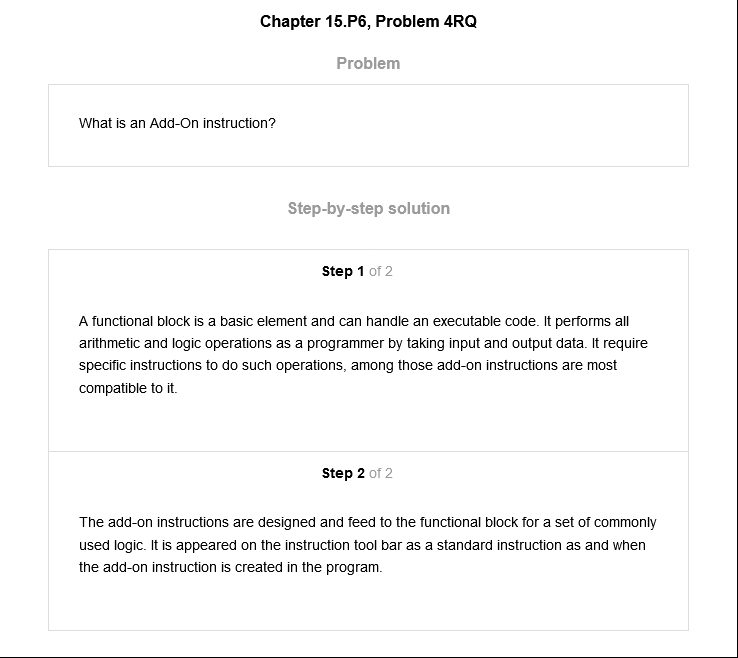 Chapter 15.P6, Problem 4RQ
Problem
What is an Add-On instruction?
Step-by-step solution
Step 1 of 2
A functional block is a basic element and can handle an executable code. It performs all
arithmetic and logic operations as a programmer by taking input and output data. It require
specific instructions to do such operations, among those add-on instructions are most
compatible to it.
Step 2 of 2
The add-on instructions are designed and feed to the functional block for a set of commonly
used logic. It is appeared on the instruction tool bar as a standard instruction as and when
the add-on instruction is created in the program.